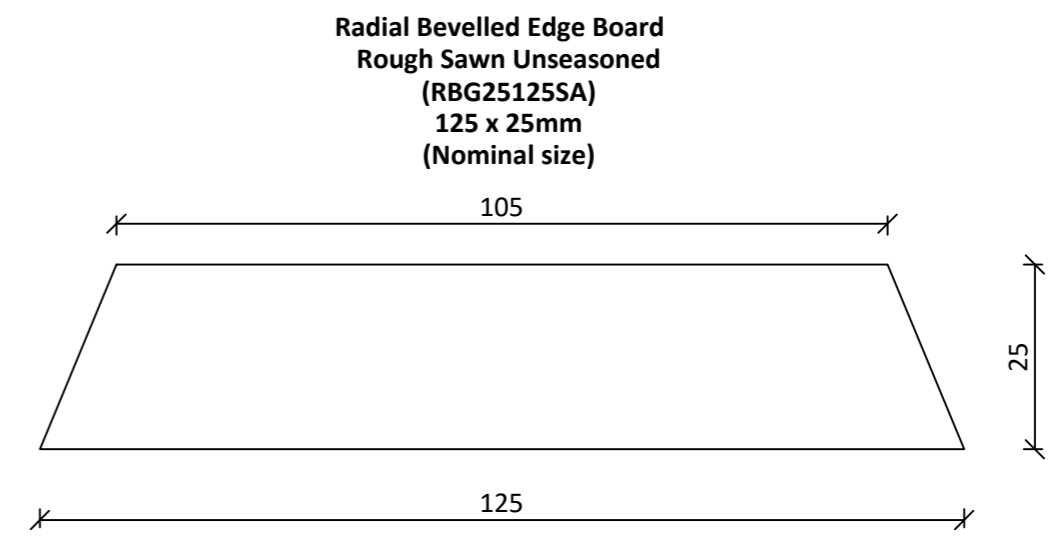 Radial Bevelled Edge Board
Rough Sawn Unseasoned
(RBG25125SA)
125 x 25mm
(Nominal size)
105
25
125